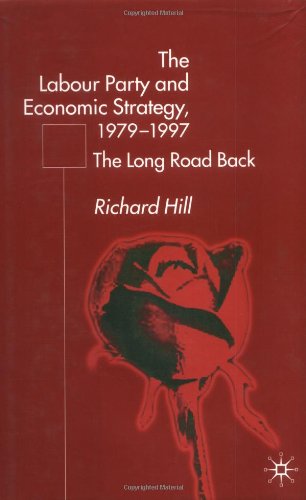 The
Labour Party and
Economic Strategy,
1979–1997
The Long Road Back
Richard Hill